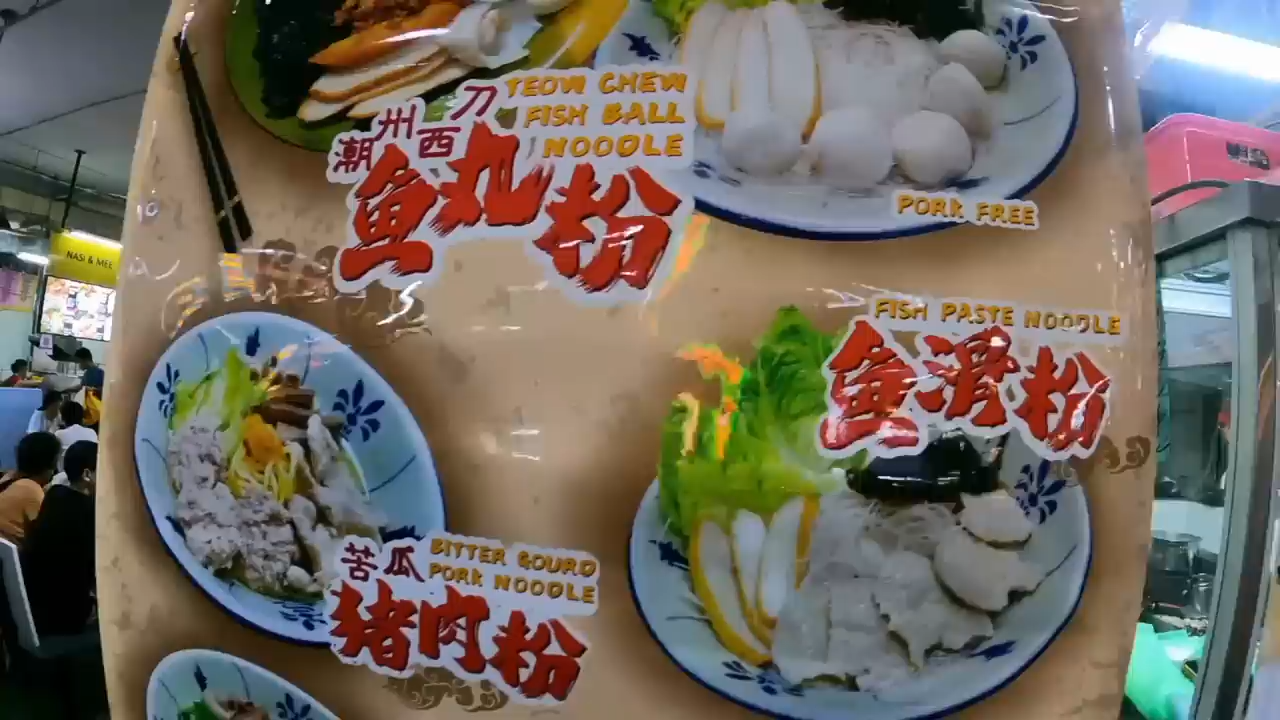 潮州西刀
TEOW CHEW
FISH BALL
NOODLE
鱼丸粉
PORK FREE
NASI & MEE
FISH PASTE NOODLE
鱼滑粉
苦瓜
BITTER GOURD
PORK NOODLE
猪肉粉